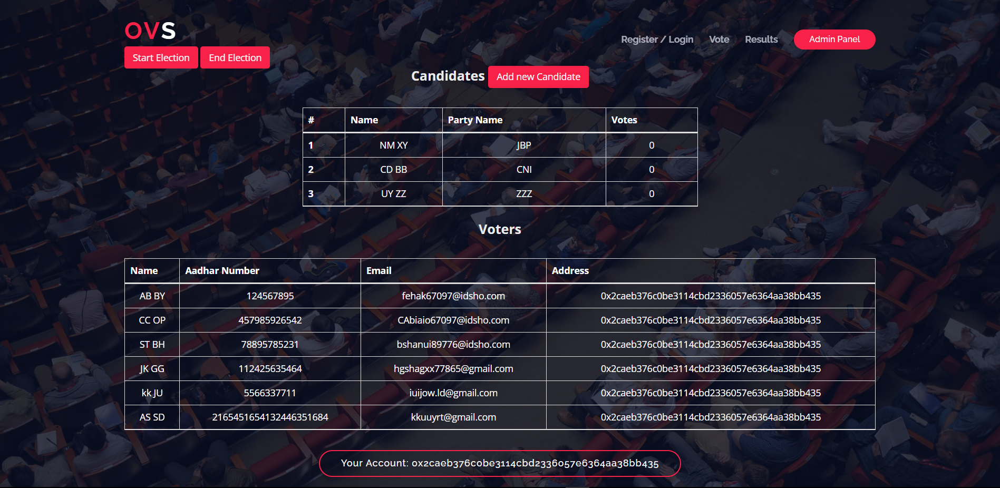 OVS
Register / Login Vote Results Admin Panel
Start Election End Election
Candidates Add new Candidate
# Name Party Name Votes
1 NM XY JBP 0
2 CD BB CNI 0
3 UY ZZ ZZZ 0
Voters
Name Aadhar Number Email Address
AB BY 124567895 fehak67097@idsho.com 0x2caeb376c0be3114cbd2336057e6364aa38bb435
CC OP 457985926542 CAbiaio67097@idsho.com 0x2caeb376c0be3114cbd2336057e6364aa38bb435
ST BH 78895785231 bshanui89776@idsho.com 0x2caeb376c0be3114cbd2336057e6364aa38bb435
JK GG 112425635464 hgshagxx77865@gmail.com 0x2caeb376c0be3114cbd2336057e6364aa38bb435
kk JU 5566337711 iuijow.ld@gmail.com 0x2caeb376c0be3114cbd2336057e6364aa38bb435
AS SD 2165451654132446351684 kkuuyrt@gmail.com 0x2caeb376c0be3114cbd2336057e6364aa38bb435
Your Account: 0x2caeb376c0be3114cbd2336057e6364aa38bb435